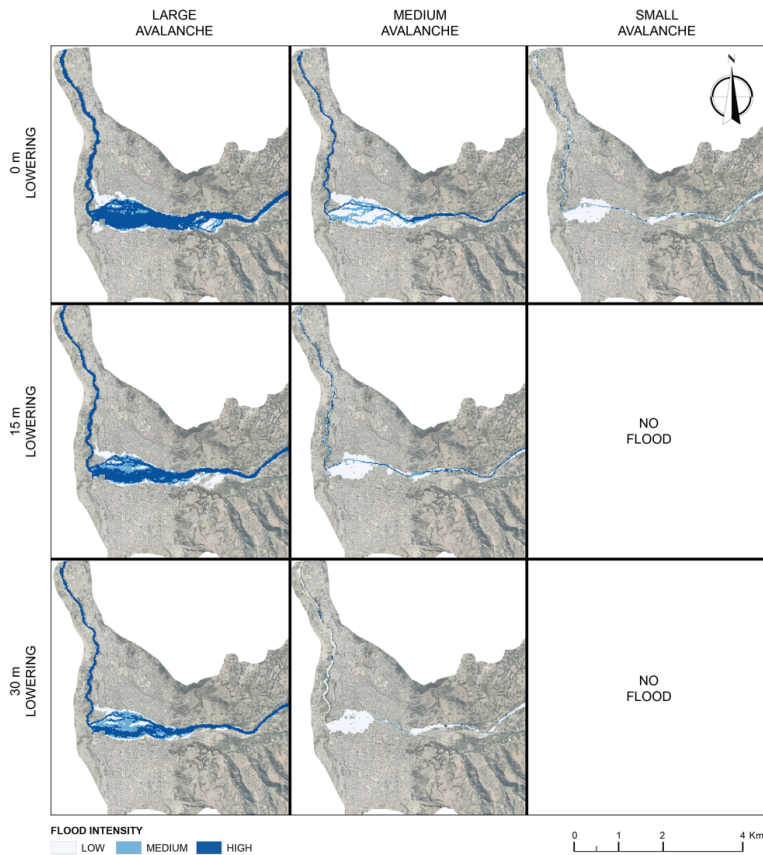 LARGE
AVALANCHE
MEDIUM
AVALANCHE
SMALL
AVALANCHE
N
0 m
LOWERING
15 m
LOWERING
NO
FLOOD
30 m
LOWERING
NO
FLOOD
FLOOD INTENSITY
LOW MEDIUM HIGH
0 1 2 4 Km